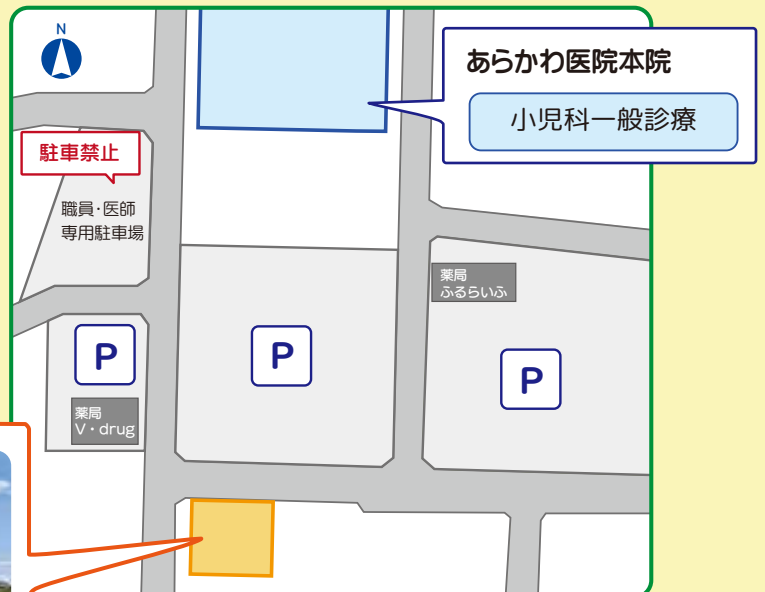 N
あらかわ医院本院
小児科一般診療
駐車禁止
職員・医師
専用駐車場
薬局
ふるらいふ
P
P
P
薬局
V・drug